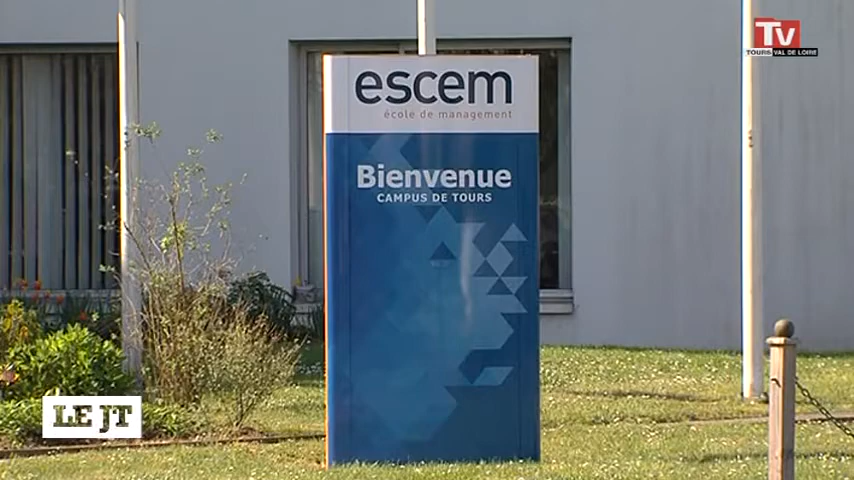 Tv
TOURS VAL DE LOIRE
escem
école de management
Bienvenue
CAMPUS DE TOURS
LE JT